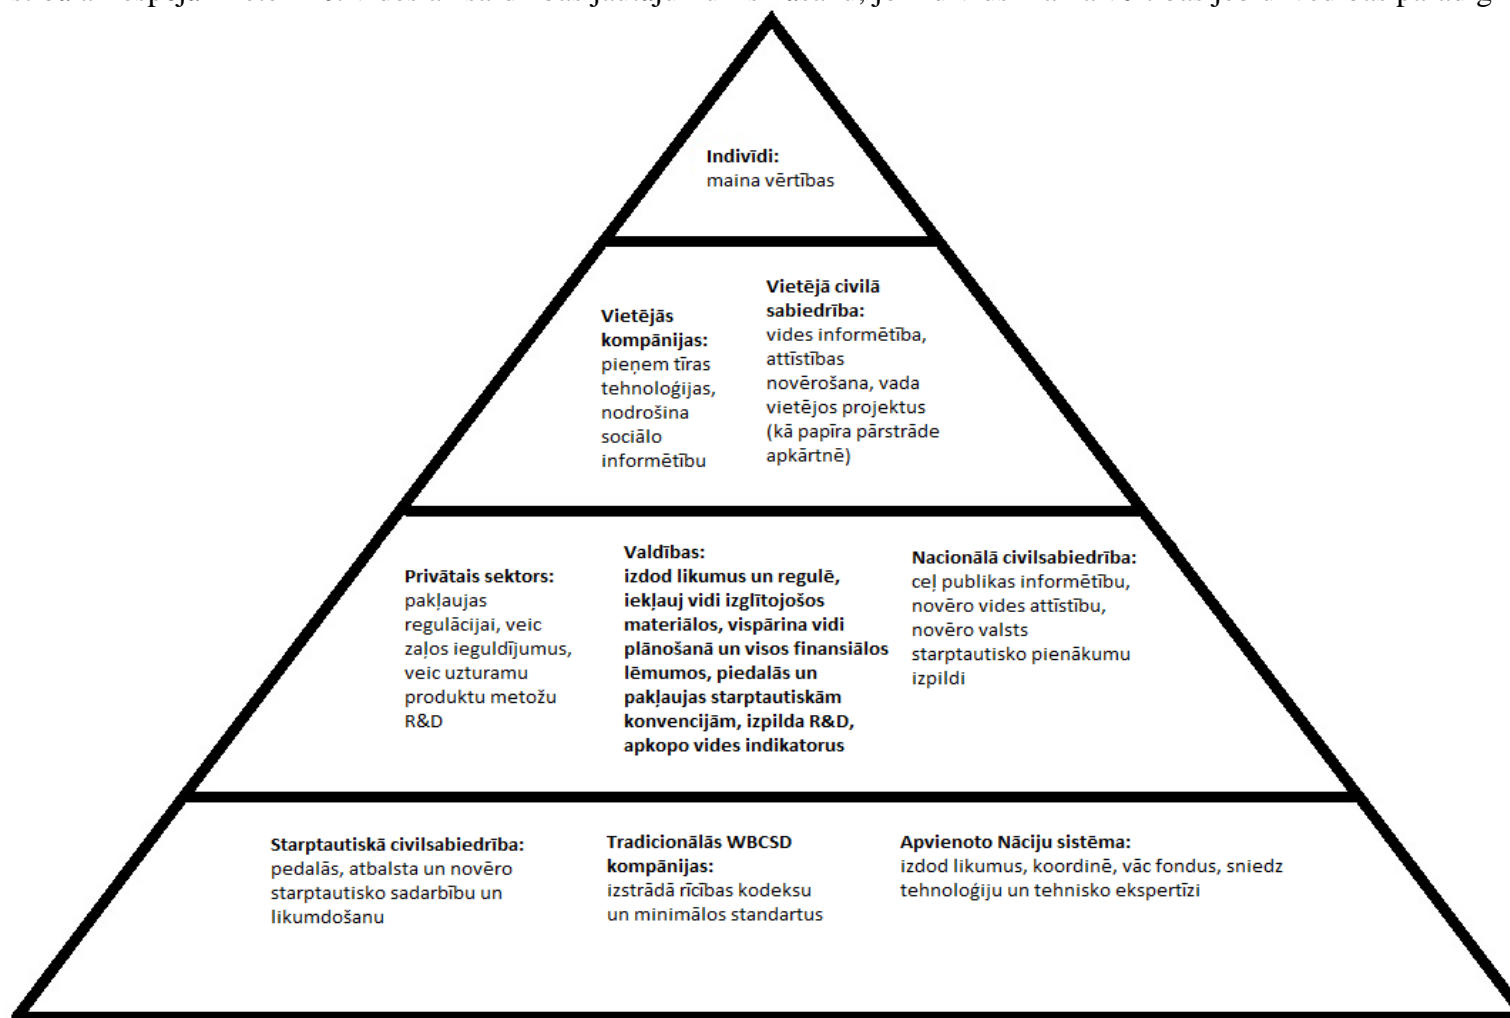 Indivīdi:
maina vērtības
Vietējās
kompānijas:
pieņem tīras
tehnoloģijas,
nodrošina
sociālo
informētību
Vietējā civilā
sabiedrība:
vides informētība,
attīstības
novērošana, vada
vietējos projektus
(kā papīra pārstrāde
apkārtnē)
Privātais sektors:
pakļaujas
regulācijai, veic
zaļos ieguldījumus,
veic uzturamu
produktu metožu
R&D
Valdības:
izdod likumus un regulē,
iekļauj vidi izglītojošos
materiālos, vispārina vidi
plānošanā un visos finansiālos
lēmumos, piedalās un
pakļaujas starptautiskām
konvencijām, izpilda R&D,
apkopo vides indikatorus
Nacionālā civilsabiedrība:
ceļ publikas informētību,
novēro vides attīstību,
novēro valsts
starptautisko pienākumu
izpildi
Starptautiskā civilsabiedrība:
pedalās, atbalsta un novēro
starptautisko sadarbību un
likumdošanu
Tradicionālās WBCSD
kompānijas:
izstrādā rīcības kodeksu
un minimālos standartus
Apvienoto Nāciju sistēma:
izdod likumus, koordinē, vāc fondus, sniedz
tehnoloģiju un tehnisko ekspertīzi